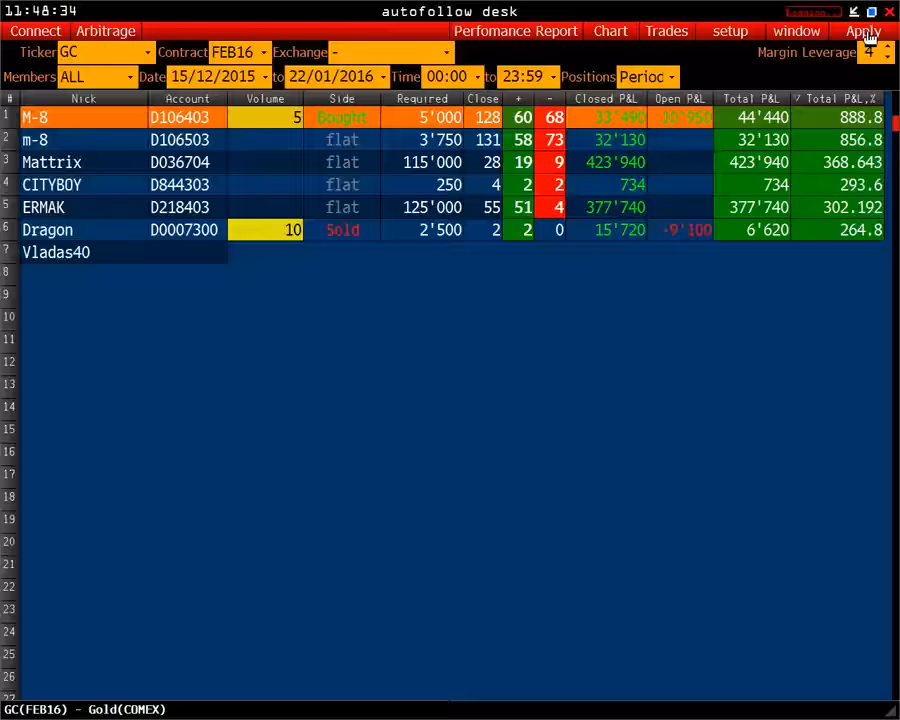 11:48:34 autofollow desk Loading...
Connect Arbitrage Perfomance Report Chart Trades setup window Apply
Ticker GC Contract FEB16 Exchange - Margin Leverage 4
Members ALL Date 15/12/2015 to 22/01/2016 Time 00:00 to 23:59 Positions Period
# Nick Account Volume Side Required Close + - Closed P&L Open P&L Total P&L Total P&L,%
1 M-8 D106403 5 Bought 5'000 128 60 68 33'490 10'950 44'440 888.8
2 m-8 D106503 flat 3'750 131 58 73 32'130 32'130 856.8
3 Mattrix D036704 flat 115'000 28 19 9 423'940 423'940 368.643
4 CITYBOY D844303 flat 250 4 2 2 734 734 293.6
5 ERMAK D218403 flat 125'000 55 51 4 377'740 377'740 302.192
6 Dragon D0007300 10 Sold 2'500 2 2 0 15'720 -9'100 6'620 264.8
7 Vladas40
8
9
10
11
12
13
14
15
16
17
18
19
20
21
22
23
24
25
26
27
GC(FEB16) - Gold(COMEX)